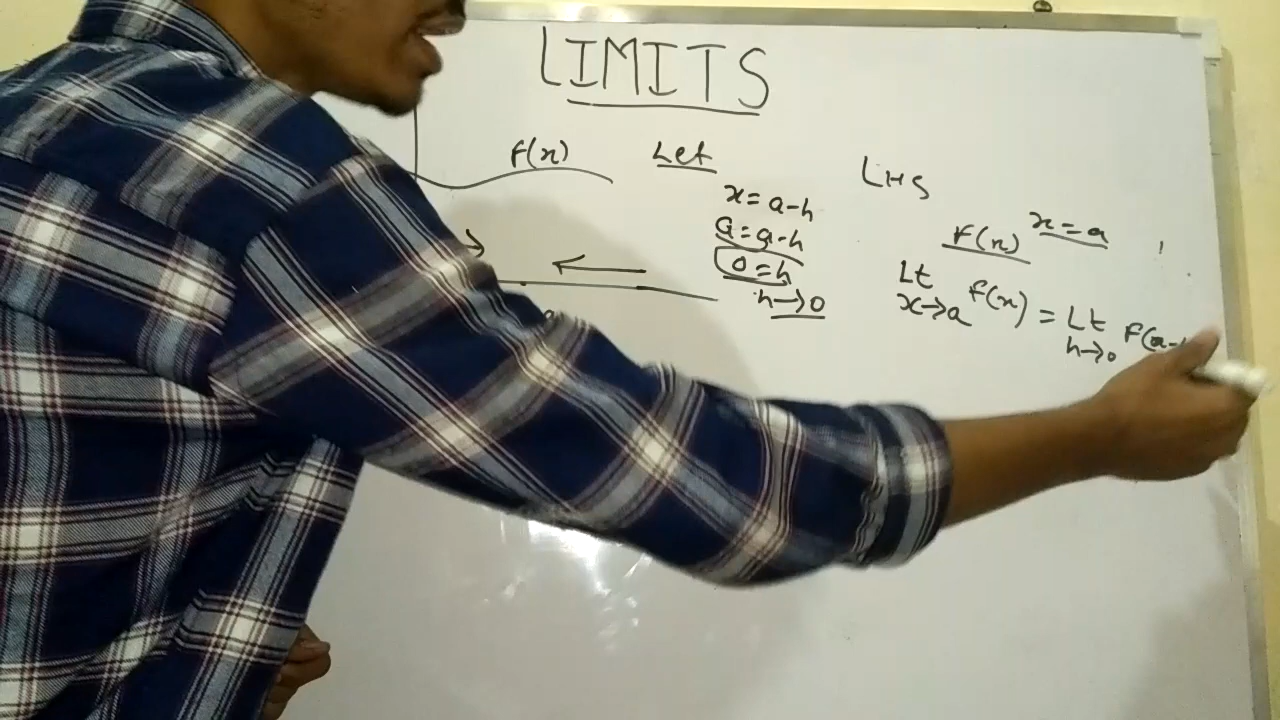 LIMITS
f(x)
Let
x = a-h
a = a-h
0 = h
h→0
LHS
f(x) x = a
Lt f(x) = Lt f(a-
x→a h→0